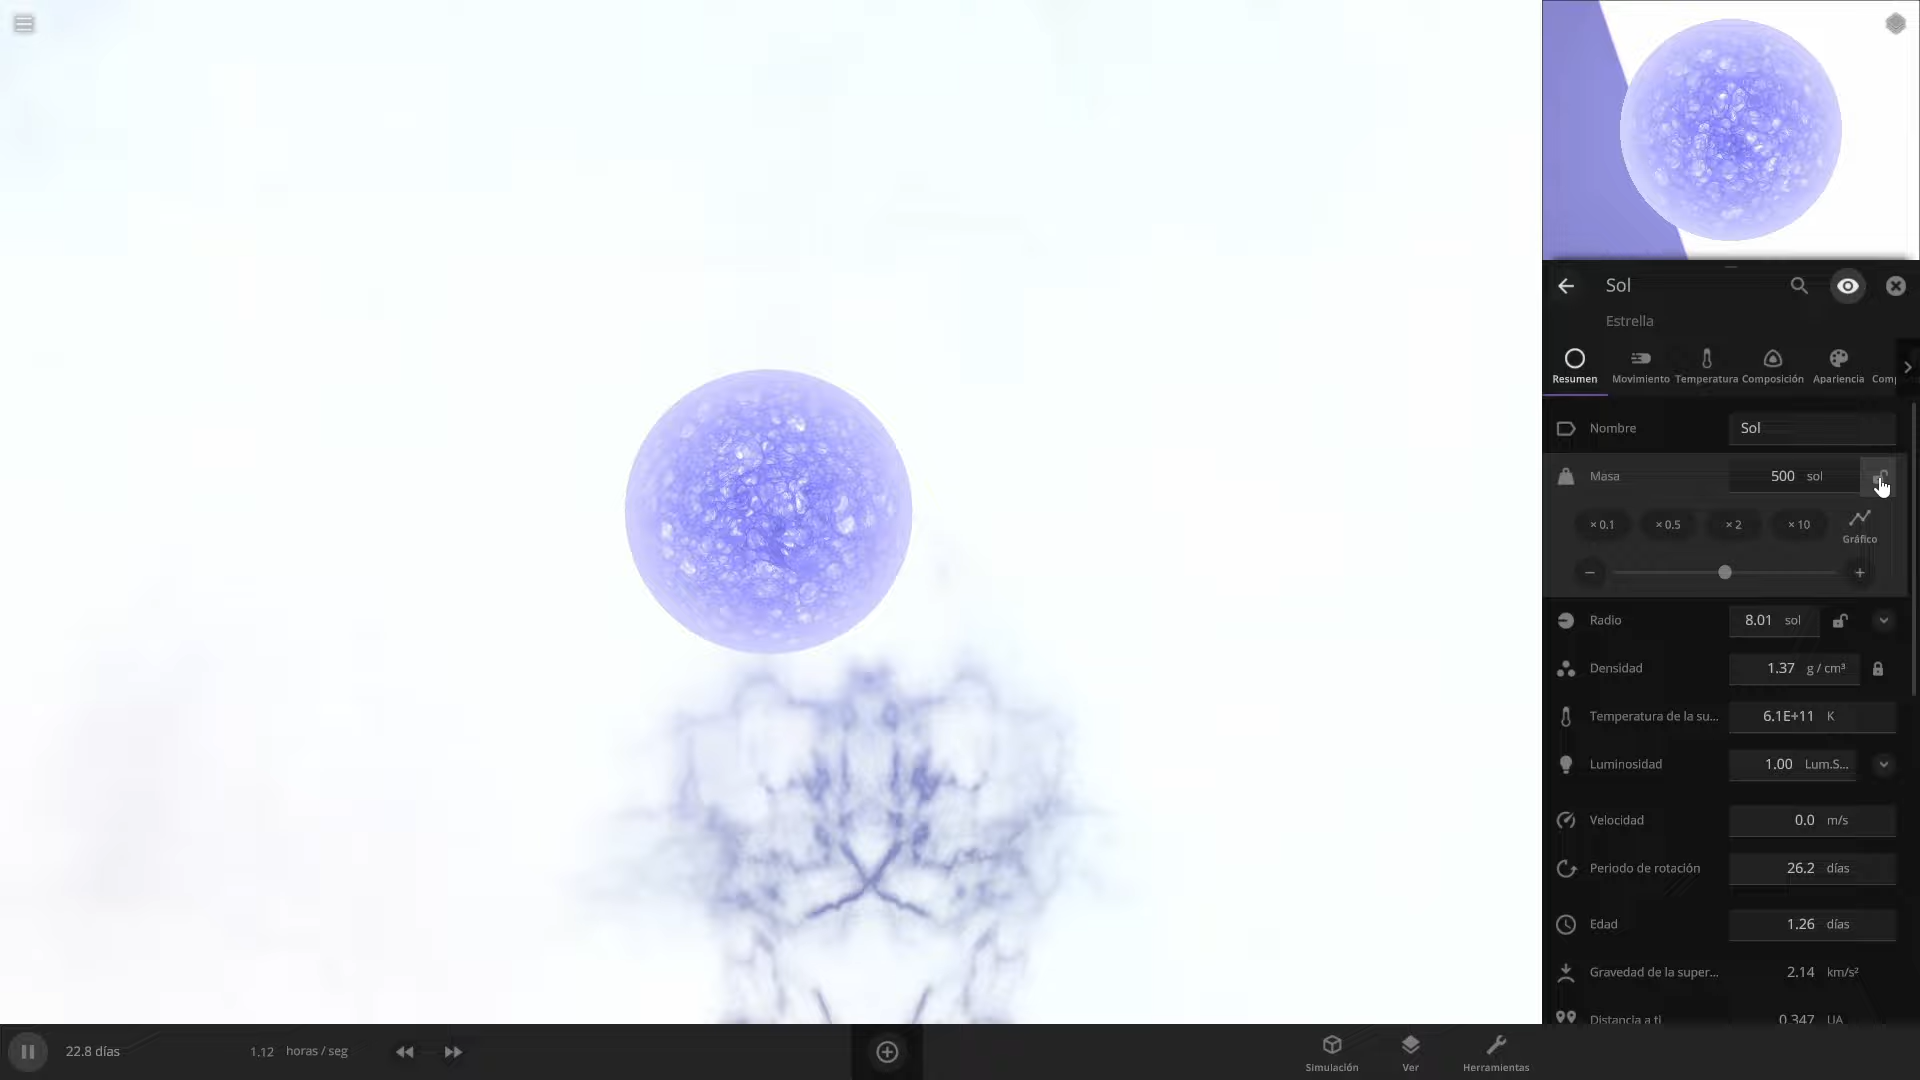 Sol
Estrella
Resumen Movimiento Temperatura Composición Apariencia Comp
Nombre Sol
Masa 500 sol
× 0.1 × 0.5 × 2 × 10 Gráfico
Radio 8.01 sol
Densidad 1.37 g / cm³
Temperatura de la su... 6.1E+11 K
Luminosidad 1.00 Lum.S...
Velocidad 0.0 m/s
Periodo de rotación 26.2 días
Edad 1.26 días
Gravedad de la super... 2.14 km/s²
Distancia a ti 0.347 UA
22.8 días 1.12 horas / seg Simulación Ver Herramientas